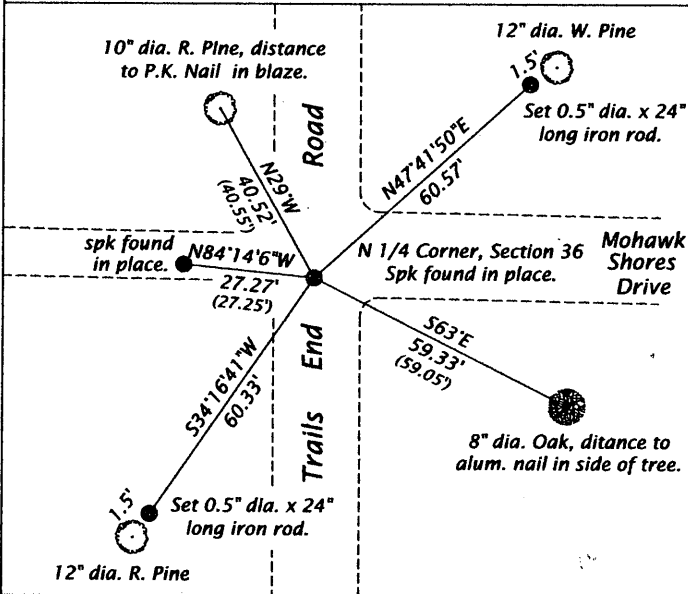 10" dia. R. PIne, distance
to P.K. Nail in blaze.
12" dia. W. Pine
1.5'
Set 0.5" dia. x 24"
long iron rod.
Road
N29°W
40.52'
(40.55')
N47°41'50"E
60.57'
spk found
in place.
N84°14'6"W
27.27'
(27.25')
N 1/4 Corner, Section 36
Spk found in place.
Mohawk
Shores
Drive
S63°E
59.33'
(59.05')
S34°16'41"W
60.33'
Trails End
8" dia. Oak, ditance to
alum. nail in side of tree.
1.5'
Set 0.5" dia. x 24"
long iron rod.
12" dia. R. Pine